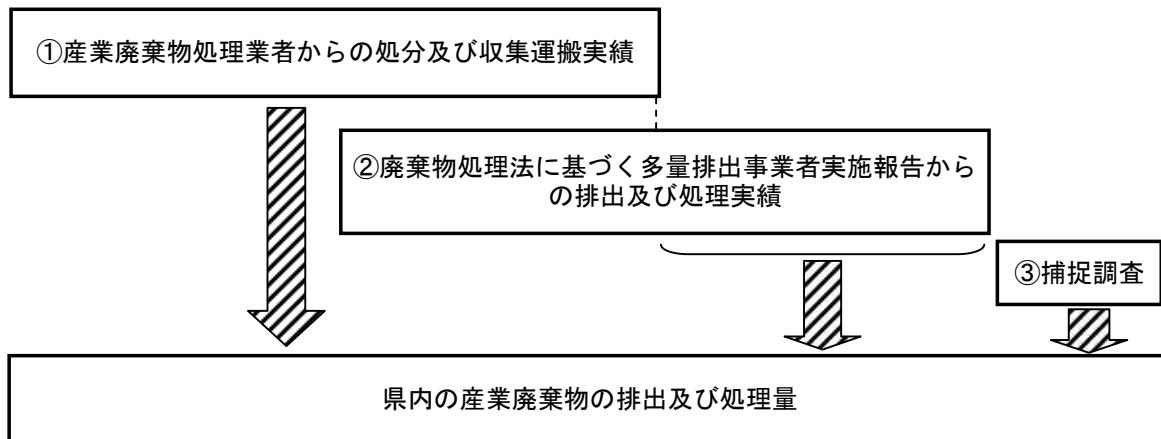 ①産業廃棄物処理業者からの処分及び収集運搬実績
②廃棄物処理法に基づく多量排出事業者実施報告から
の排出及び処理実績
③捕捉調査
県内の産業廃棄物の排出及び処理量